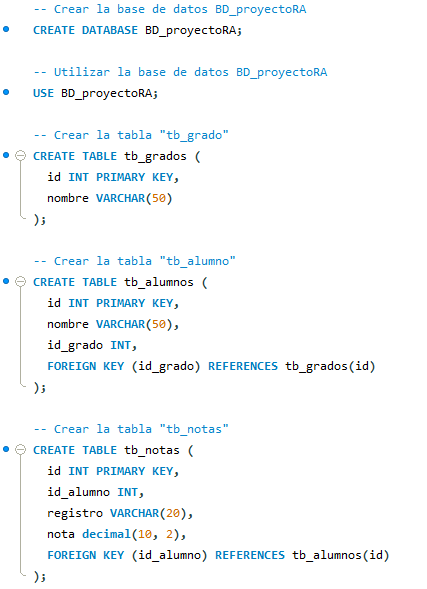 -- Crear la base de datos BD_proyectoRA
CREATE DATABASE BD_proyectoRA;
-- Utilizar la base de datos BD_proyectoRA
USE BD_proyectoRA;
-- Crear la tabla "tb_grado"
CREATE TABLE tb_grados (
id INT PRIMARY KEY,
nombre VARCHAR(50)
);
-- Crear la tabla "tb_alumno"
CREATE TABLE tb_alumnos (
id INT PRIMARY KEY,
nombre VARCHAR(50),
id_grado INT,
FOREIGN KEY (id_grado) REFERENCES tb_grados(id)
);
-- Crear la tabla "tb_notas"
CREATE TABLE tb_notas (
id INT PRIMARY KEY,
id_alumno INT,
registro VARCHAR(20),
nota decimal(10, 2),
FOREIGN KEY (id_alumno) REFERENCES tb_alumnos(id)
);